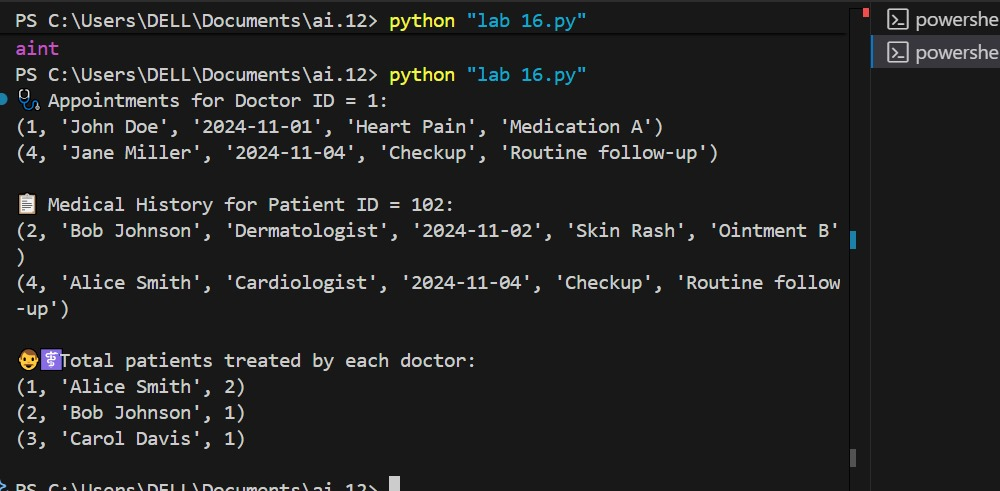 PS C:\Users\DELL\Documents\ai.12> python "lab 16.py"
aint
PS C:\Users\DELL\Documents\ai.12> python "lab 16.py"
🩺 Appointments for Doctor ID = 1:
(1, 'John Doe', '2024-11-01', 'Heart Pain', 'Medication A')
(4, 'Jane Miller', '2024-11-04', 'Checkup', 'Routine follow-up')
📋 Medical History for Patient ID = 102:
(2, 'Bob Johnson', 'Dermatologist', '2024-11-02', 'Skin Rash', 'Ointment B'
)
(4, 'Alice Smith', 'Cardiologist', '2024-11-04', 'Checkup', 'Routine follow
-up')
👨‍⚕️Total patients treated by each doctor:
(1, 'Alice Smith', 2)
(2, 'Bob Johnson', 1)
(3, 'Carol Davis', 1)
PS C:\Users\DELL\Documents\ai.12>
powershe
powershe